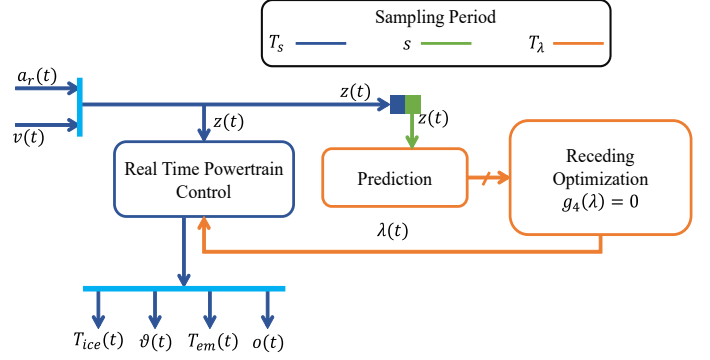 Sampling Period
T_s s T_λ
a_r(t)
v(t)
z(t)
z(t)
z(t)
Real Time Powertrain
Control
Prediction
Receding
Optimization
g_4(λ) = 0
λ(t)
T_ice(t) ϑ(t) T_em(t) o(t)